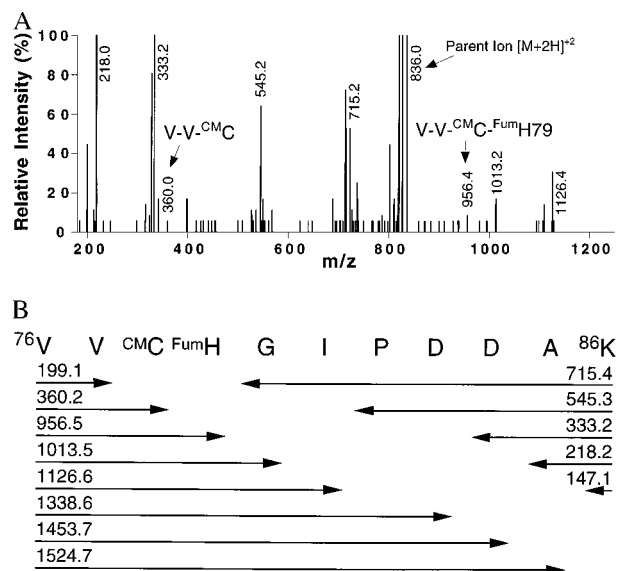 A
Relative Intensity (%)
100
80
60
40
20
0
218.0
333.2
V-V-CMC
360.0
545.2
715.2
836.0
Parent Ion [M+2H]+2
V-V-CMC-FumH79
956.4
1013.2
1126.4
200 400 600 800 1000 1200
m/z
B
76V V CMC FumH G I P D D A 86K
199.1 715.4
360.2 545.3
956.5 333.2
1013.5 218.2
1126.6 147.1
1338.6
1453.7
1524.7